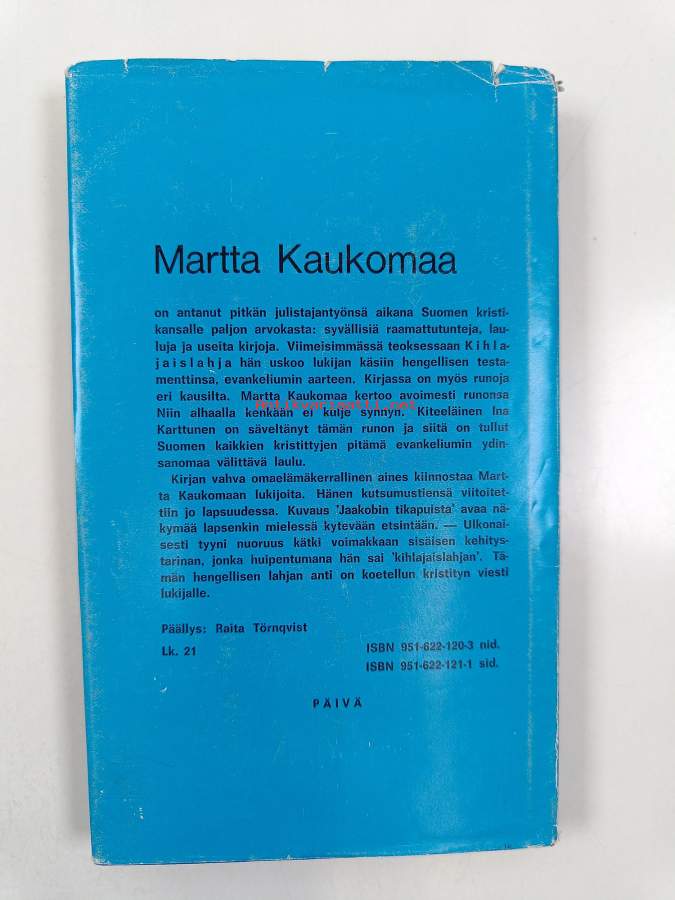 Martta Kaukomaa
on antanut pitkän julistajantyönsä aikana Suomen kristi-
kansalle paljon arvokasta: syvällisiä raamattutunteja, lau-
luja ja useita kirjoja. Viimeisimmässä teoksessaan Kihla-
jaislahja hän uskoo lukijan käsiin hengellisen testa-
menttinsa, evankeliumin aarteen. Kirjassa on myös runoja
eri kausilta. Martta Kaukomaa kertoo avoimesti runonsa
Niin alhaalla kenkään ei kulje synnyn. Kiteeläinen Ina
Karttunen on säveltänyt tämän runon ja siitä on tullut
Suomen kaikkien kristittyjen pitämä evankeliumin ydin-
sanomaa välittävä laulu.
Kirjan vahva omaelämäkerrallinen aines kiinnostaa Mart-
ta Kaukomaan lukijoita. Hänen kutsumustiensä viitoitet-
tiin jo lapsuudessa. Kuvaus 'Jaakobin tikapuista' avaa nä-
kymää lapsenkin mielessä kytevään etsintään. — Ulkonai-
sesti tyyni nuoruus kätki voimakkaan sisäisen kehitys-
tarinan, jonka huipentumana hän sai 'kihlajaislahjan'. Tä-
män hengellisen lahjan anti on koetellun kristityn viesti
lukijalle.
Päällys: Raita Törnqvist
Lk. 21
ISBN 951-622-120-3 nid.
ISBN 951-622-121-1 sid.
PÄIVÄ